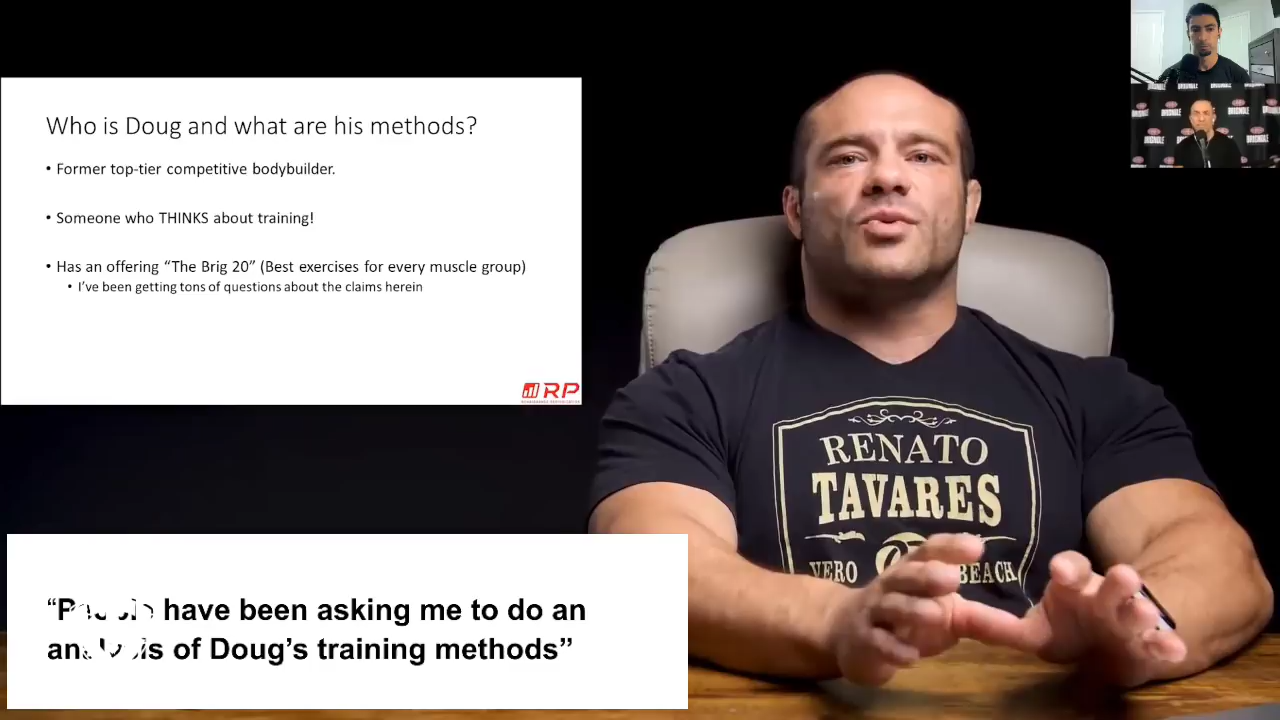 Who is Doug and what are his methods?
• Former top-tier competitive bodybuilder.
• Someone who THINKS about training!
• Has an offering “The Brig 20” (Best exercises for every muscle group)
• I’ve been getting tons of questions about the claims herein
RP
RENATO
TAVARES
VERO
BEACH
“People have been asking me to do an
analysis of Doug’s training methods”